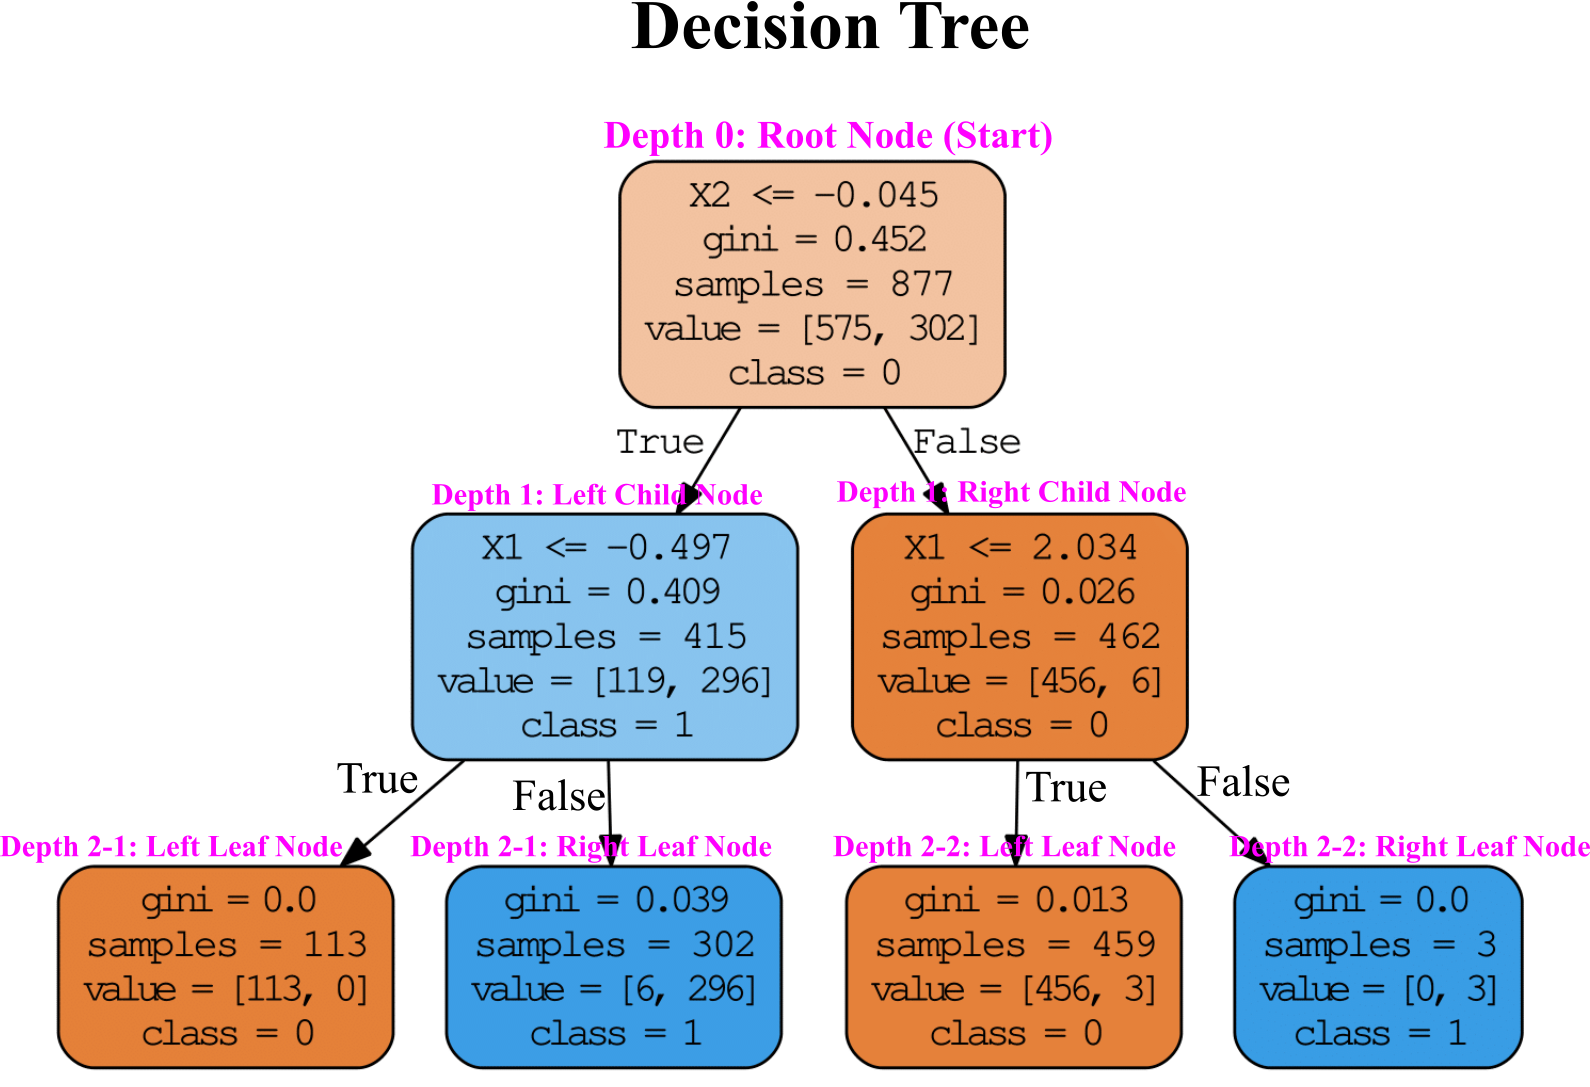 Decision Tree
Depth 0: Root Node (Start)
X2 <= -0.045
gini = 0.452
samples = 877
value = [575, 302]
class = 0
True
False
Depth 1: Left Child Node
X1 <= -0.497
gini = 0.409
samples = 415
value = [119, 296]
class = 1
Depth 1: Right Child Node
X1 <= 2.034
gini = 0.026
samples = 462
value = [456, 6]
class = 0
True
False
True
False
Depth 2-1: Left Leaf Node
gini = 0.0
samples = 113
value = [113, 0]
class = 0
Depth 2-1: Right Leaf Node
gini = 0.039
samples = 302
value = [6, 296]
class = 1
Depth 2-2: Left Leaf Node
gini = 0.013
samples = 459
value = [456, 3]
class = 0
Depth 2-2: Right Leaf Node
gini = 0.0
samples = 3
value = [0, 3]
class = 1